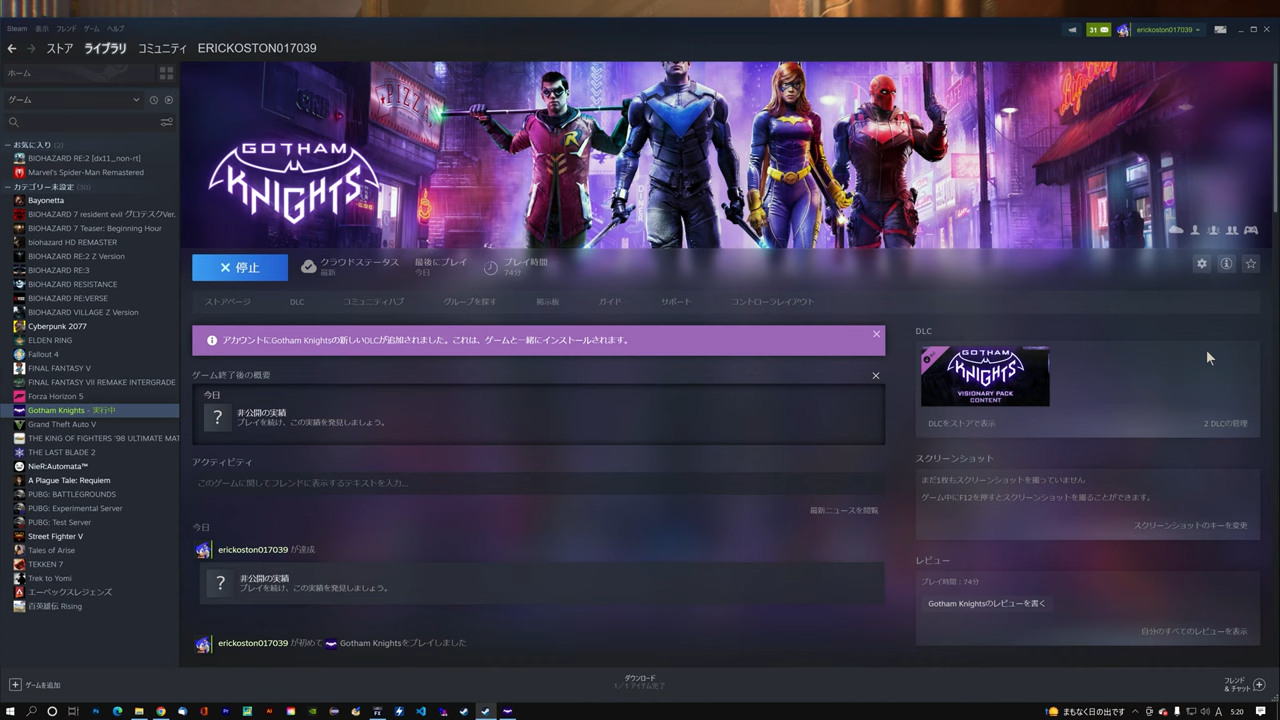 Steam 表示 フレンド ゲーム ヘルプ
31
erickoston017039
ストア ライブラリ コミュニティ ERICKOSTON017039
ホーム
ゲーム
お気に入り (2)
BIOHAZARD RE:2 [dx11_non-rt]
Marvel's Spider-Man Remastered
カテゴリー未設定 (30)
Bayonetta
BIOHAZARD 7 resident evil グロテスクVer.
BIOHAZARD 7 Teaser: Beginning Hour
biohazard HD REMASTER
BIOHAZARD RE:2 Z Version
BIOHAZARD RE:3
BIOHAZARD RESISTANCE
BIOHAZARD RE:VERSE
BIOHAZARD VILLAGE Z Version
Cyberpunk 2077
ELDEN RING
Fallout 4
FINAL FANTASY V
FINAL FANTASY VII REMAKE INTERGRADE
Forza Horizon 5
Gotham Knights - 実行中
Grand Theft Auto V
THE KING OF FIGHTERS '98 ULTIMATE MAT
THE LAST BLADE 2
NieR:Automata™
A Plague Tale: Requiem
PUBG: BATTLEGROUNDS
PUBG: Experimental Server
PUBG: Test Server
Street Fighter V
Tales of Arise
TEKKEN 7
Trek to Yomi
エーペックスレジェンズ
百英雄伝 Rising
ゲームを追加
PIZZA
GOTHAM
KNIGHTS
停止
クラウドステータス
最新
最後にプレイ
今日
プレイ時間
74分
ストアページ DLC コミュニティハブ グループを探す 掲示板 ガイド サポート コントローラレイアウト
アカウントにGotham Knightsの新しいDLCが追加されました。これは、ゲームと一緒にインストールされます。
ゲーム終了後の概要
今日
?
非公開の実績
プレイを続け、この実績を発見しましょう。
アクティビティ
このゲームに関してフレンドに表示するテキストを入力...
最新ニュースを閲覧
今日
erickoston017039 が達成
?
非公開の実績
プレイを続け、この実績を発見しましょう。
erickoston017039 が初めて Gotham Knightsをプレイしました
DLC
GOTHAM
KNIGHTS
VISIONARY PACK
CONTENT
DLCをストアで表示
2 DLCの管理
スクリーンショット
まだ1枚もスクリーンショットを撮っていません
ゲーム中にF12を押すとスクリーンショットを撮ることができます。
スクリーンショットのキーを変更
レビュー
プレイ時間：74分
Gotham Knightsのレビューを書く
自分のすべてのレビューを表示
ダウンロード
1／1 アイテム完了
フレンド
& チャット
まもなく日の出です
A
5:20